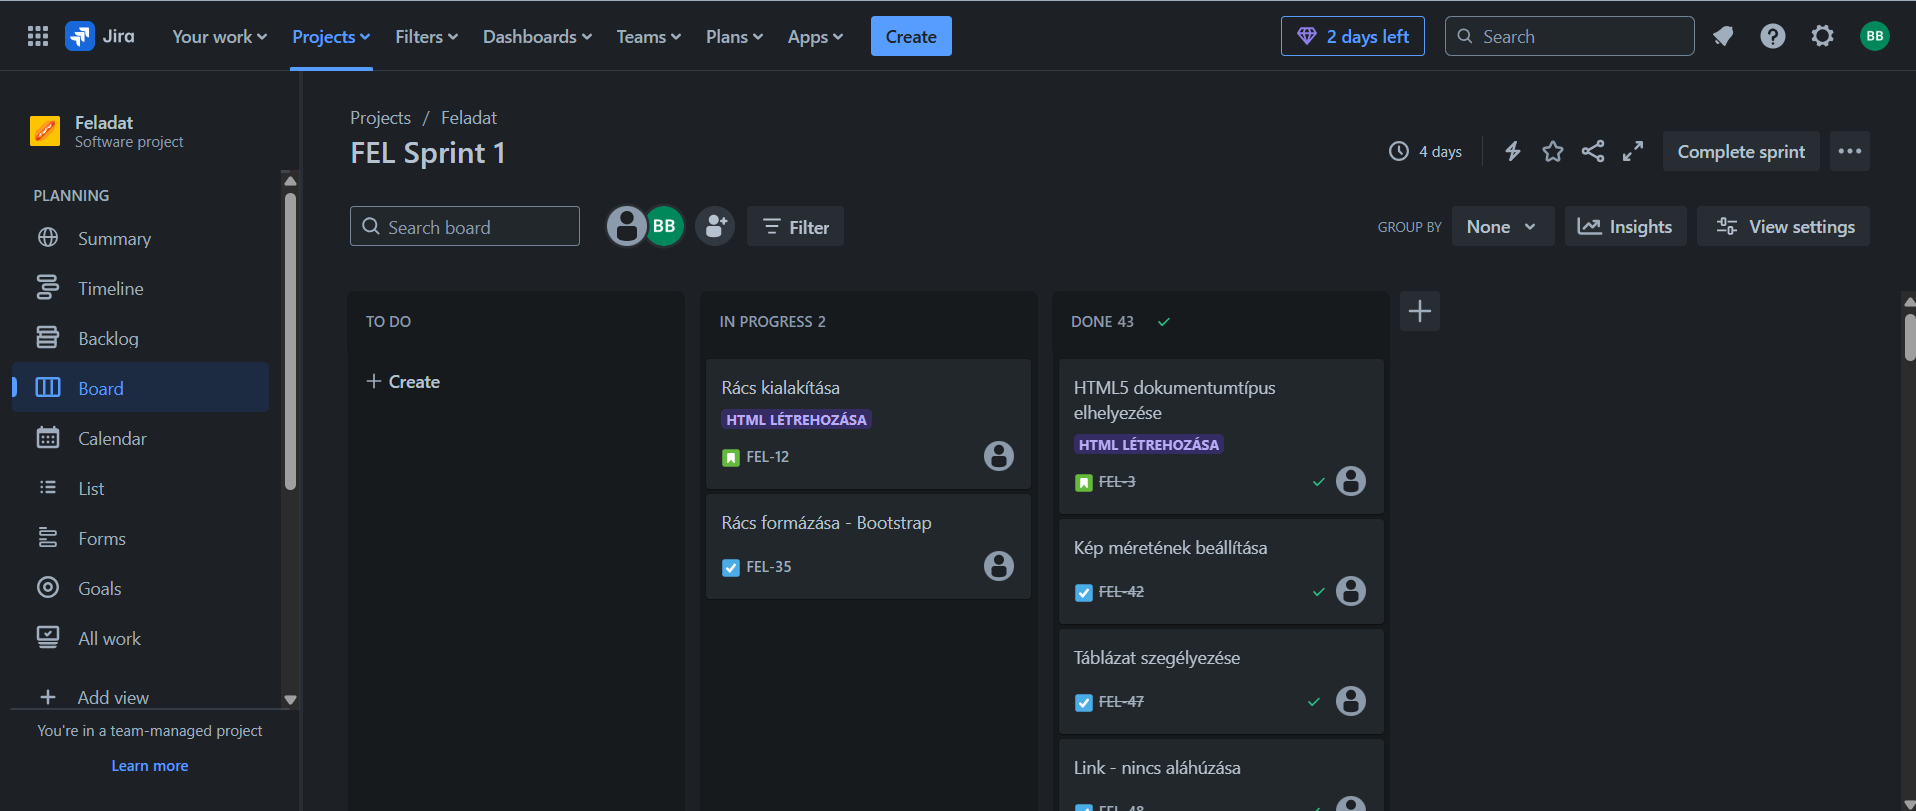 Jira
Your work
Projects
Filters
Dashboards
Teams
Plans
Apps
Create
2 days left
Search
BB
Feladat
Software project
PLANNING
Summary
Timeline
Backlog
Board
Calendar
List
Forms
Goals
All work
Add view
You're in a team-managed project
Learn more
Projects / Feladat
FEL Sprint 1
4 days
Complete sprint
Search board
BB
Filter
GROUP BY
None
Insights
View settings
TO DO
+ Create
IN PROGRESS 2
Rács kialakítása
HTML LÉTREHOZÁSA
FEL-12
Rács formázása - Bootstrap
FEL-35
DONE 43
HTML5 dokumentumtípus
elhelyezése
HTML LÉTREHOZÁSA
FEL-3
Kép méretének beállítása
FEL-42
Táblázat szegélyezése
FEL-47
Link - nincs aláhúzása
FEL-48